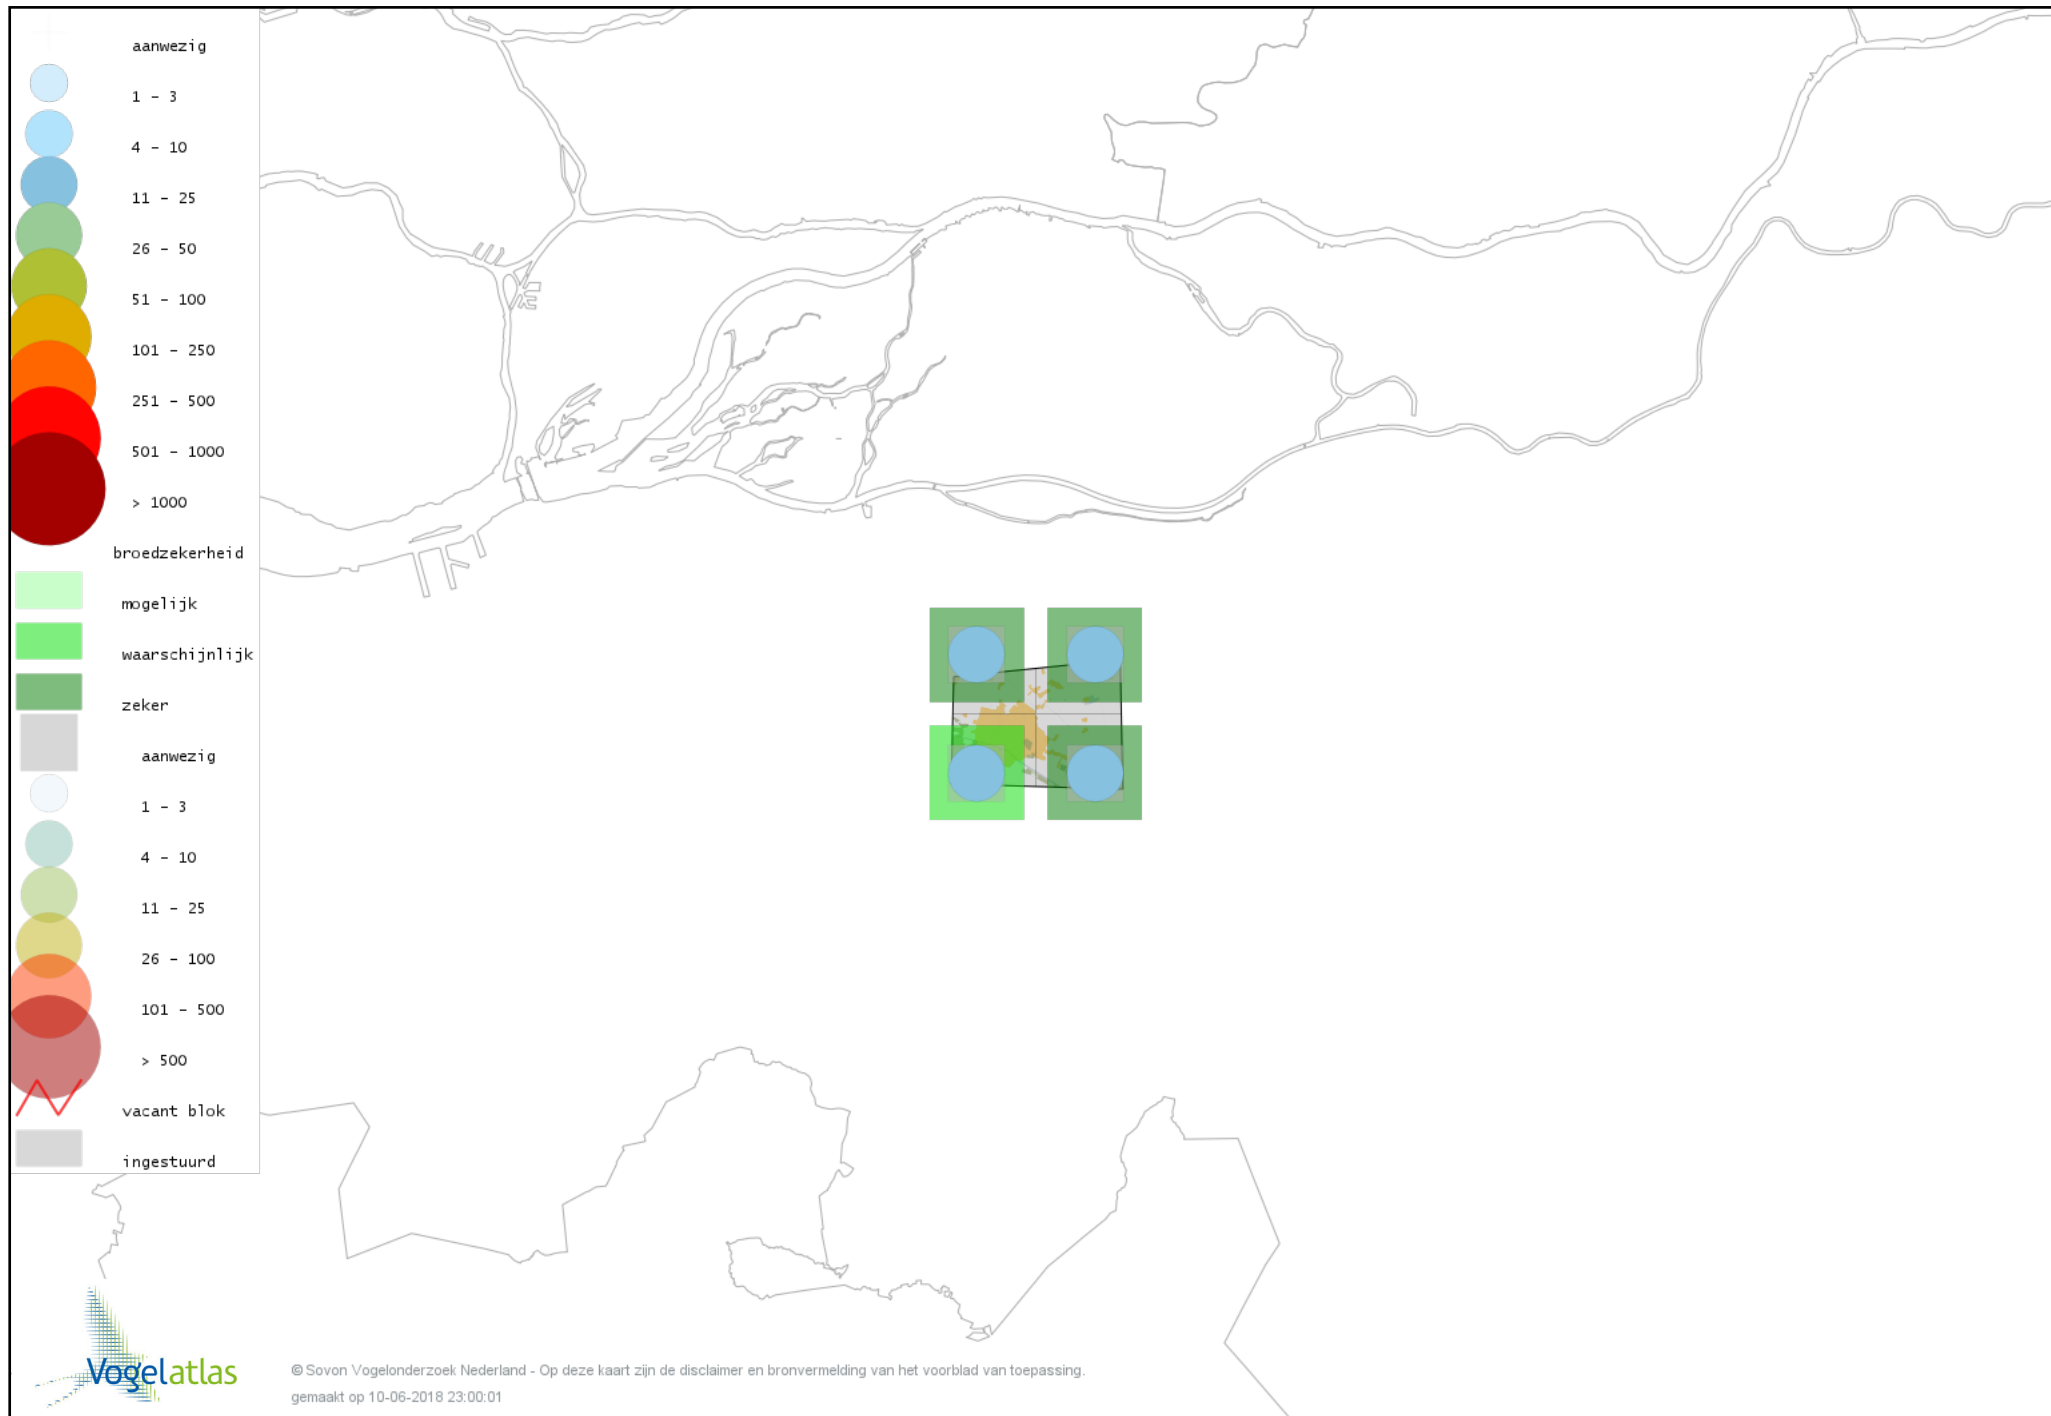 aanwezig
1 – 3
4 – 10
11 – 25
26 – 50
51 – 100
101 – 250
251 – 500
501 – 1000
> 1000
broedzekerheid
mogelijk
waarschijnlijk
zeker
aanwezig
1 – 3
4 – 10
11 – 25
26 – 100
101 – 500
> 500
vacant blok
ingestuurd
Vogelatlas
© Sovon Vogelonderzoek Nederland - Op deze kaart zijn de disclaimer en bronvermelding van het voorblad van toepassing.
gemaakt op 10-06-2018 23:00:01